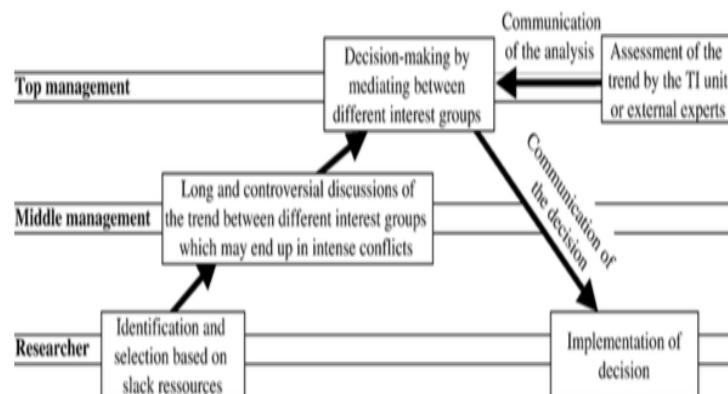 Communication
of the analysis
Assessment of the
trend by the TI unit
or external experts
Decision-making by
mediating between
different interest groups
Top management
Communication of
the decision
Long and controversial discussions of
the trend between different interest groups
which may end up in intense conflicts
Middle management
Identification and
selection based on
slack ressources
Researcher
Implementation of
decision